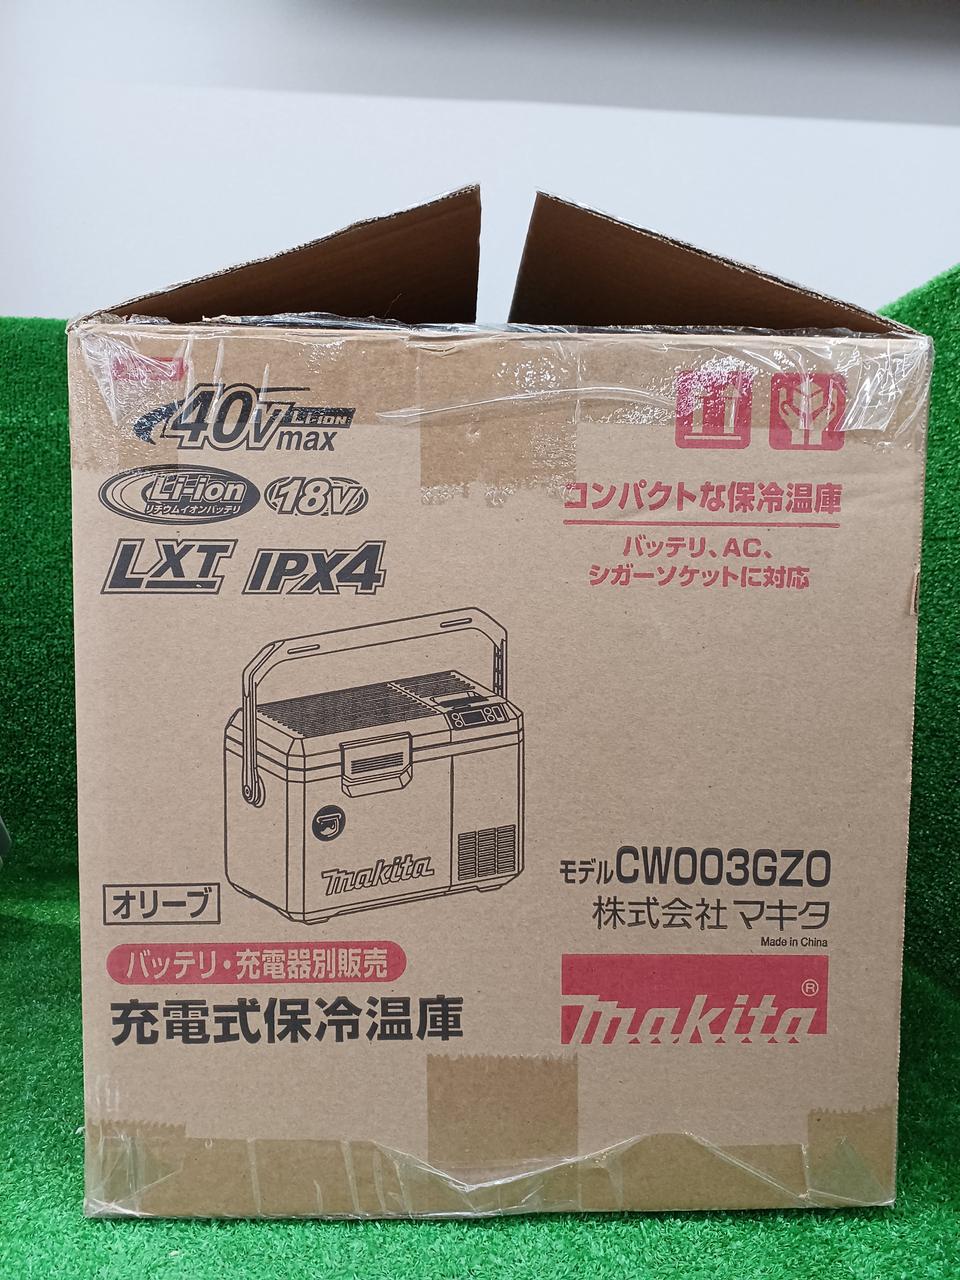 40Vmax Li-ion
Li-ion 18V
リチウムイオンバッテリ
LXT IPX4
コンパクトな保冷温庫
バッテリ、AC、
シガーソケットに対応
makita
オリーブ
バッテリ・充電器別販売
充電式保冷温庫
モデルCW003GZO
株式会社マキタ
Made in China
makita®